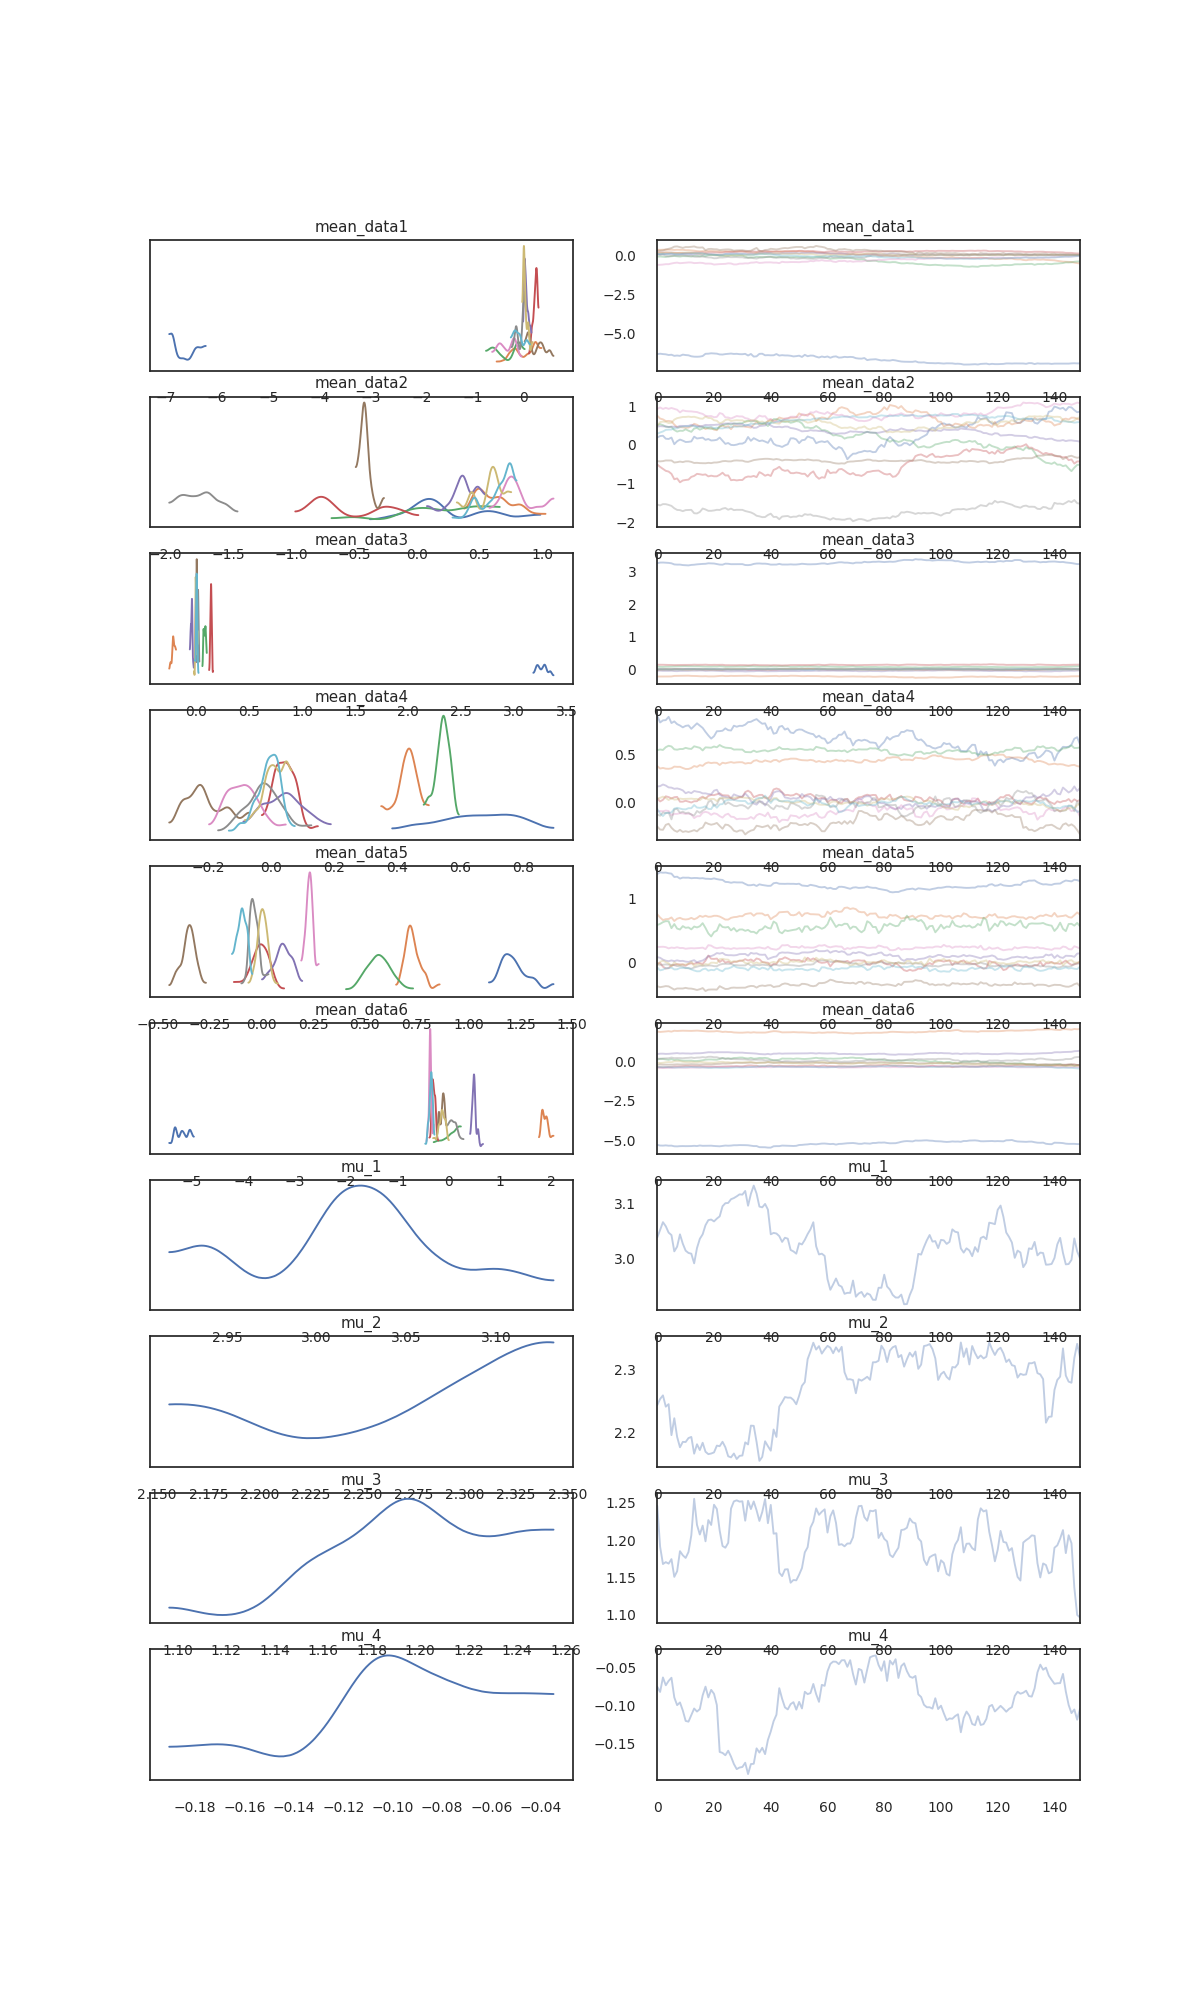 mean_data1 mean_data1
0.0
−2.5
−5.0
mean_data2 mean_data2
−7 −6 −5 −4 −3 −2 −1 0 0 20 40 60 80 100 120 140
1
0
−1
−2
mean_data3 mean_data3
−2.0 −1.5 −1.0 −0.5 0.0 0.5 1.0 0 20 40 60 80 100 120 140
3
2
1
0
mean_data4 mean_data4
0.0 0.5 1.0 1.5 2.0 2.5 3.0 3.5 0 20 40 60 80 100 120 140
0.5
0.0
mean_data5 mean_data5
−0.2 0.0 0.2 0.4 0.6 0.8 0 20 40 60 80 100 120 140
1
0
mean_data6 mean_data6
−0.50 −0.25 0.00 0.25 0.50 0.75 1.00 1.25 1.50 0 20 40 60 80 100 120 140
0.0
−2.5
−5.0
mu_1 mu_1
−5 −4 −3 −2 −1 0 1 2 0 20 40 60 80 100 120 140
3.1
3.0
mu_2 mu_2
2.95 3.00 3.05 3.10 0 20 40 60 80 100 120 140
2.3
2.2
mu_3 mu_3
2.150 2.175 2.200 2.225 2.250 2.275 2.300 2.325 2.350 0 20 40 60 80 100 120 140
1.25
1.20
1.15
1.10
mu_4 mu_4
1.10 1.12 1.14 1.16 1.18 1.20 1.22 1.24 1.26 0 20 40 60 80 100 120 140
−0.05
−0.10
−0.15
−0.18 −0.16 −0.14 −0.12 −0.10 −0.08 −0.06 −0.04 0 20 40 60 80 100 120 140